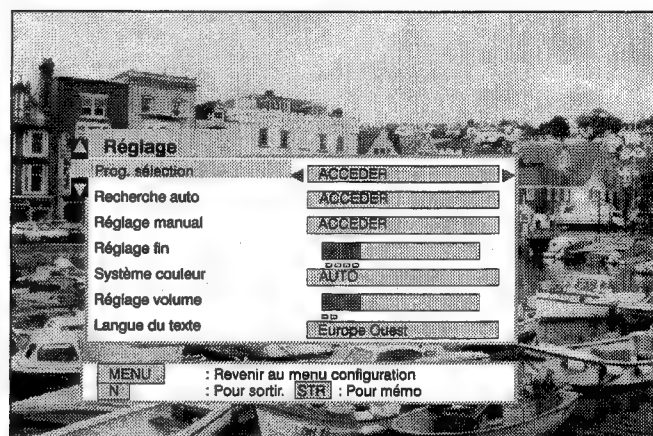 Réglage
Prog. sélection ACCEDER
Recherche auto ACCEDER
Réglage manual ACCEDER
Réglage fin
Système couleur AUTO
Réglage volume
Langue du texte Europe Ouest
MENU : Revenir au menu configuration
N : Pour sortir. STR : Pour mémo